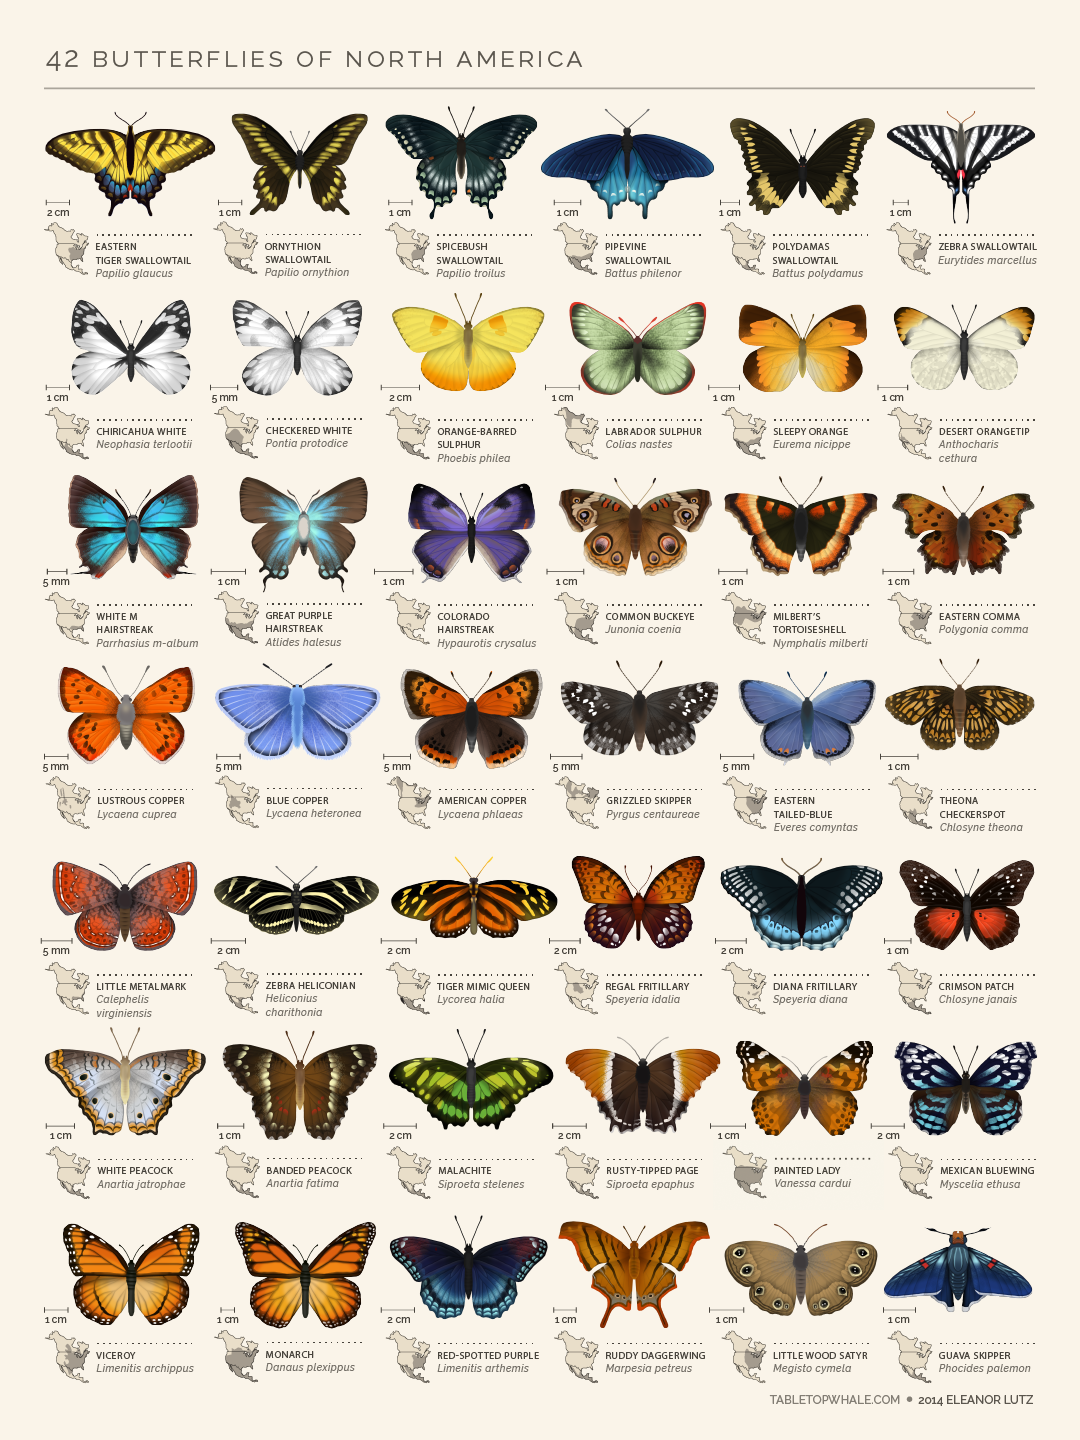 42 BUTTERFLIES OF NORTH AMERICA
2 cm
1 cm
1 cm
1 cm
1 cm
1 cm
EASTERN
TIGER SWALLOWTAIL
Papilio glaucus
ORNYTHION
SWALLOWTAIL
Papilio ornythion
SPICEBUSH
SWALLOWTAIL
Papilio troilus
PIPEVINE
SWALLOWTAIL
Battus philenor
POLYDAMAS
SWALLOWTAIL
Battus polydamus
ZEBRA SWALLOWTAIL
Eurytides marcellus
1 cm
5 mm
2 cm
1 cm
1 cm
1 cm
CHIRICAHUA WHITE
Neophasia terlootii
CHECKERED WHITE
Pontia protodice
ORANGE-BARRED
SULPHUR
Phoebis philea
LABRADOR SULPHUR
Colias nastes
SLEEPY ORANGE
Eurema nicippe
DESERT ORANGETIP
Anthocharis
cethura
5 mm
1 cm
1 cm
1 cm
1 cm
1 cm
WHITE M
HAIRSTREAK
Parrhasius m-album
GREAT PURPLE
HAIRSTREAK
Atlides halesus
COLORADO
HAIRSTREAK
Hypaurotis crysalus
COMMON BUCKEYE
Junonia coenia
MILBERT'S
TORTOISESHELL
Nymphalis milberti
EASTERN COMMA
Polygonia comma
5 mm
5 mm
5 mm
5 mm
5 mm
1 cm
LUSTROUS COPPER
Lycaena cuprea
BLUE COPPER
Lycaena heteronea
AMERICAN COPPER
Lycaena phlaeas
GRIZZLED SKIPPER
Pyrgus centaureae
EASTERN
TAILED-BLUE
Everes comyntas
THEONA
CHECKERSPOT
Chlosyne theona
5 mm
2 cm
2 cm
2 cm
2 cm
1 cm
LITTLE METALMARK
Calephelis
virginiensis
ZEBRA HELICONIAN
Heliconius
charithonia
TIGER MIMIC QUEEN
Lycorea halia
REGAL FRITILLARY
Speyeria idalia
DIANA FRITILLARY
Speyeria diana
CRIMSON PATCH
Chlosyne janais
1 cm
1 cm
2 cm
2 cm
1 cm
2 cm
WHITE PEACOCK
Anartia jatrophae
BANDED PEACOCK
Anartia fatima
MALACHITE
Siproeta stelenes
RUSTY-TIPPED PAGE
Siproeta epaphus
PAINTED LADY
Vanessa cardui
MEXICAN BLUEWING
Myscelia ethusa
1 cm
1 cm
2 cm
1 cm
1 cm
1 cm
VICEROY
Limenitis archippus
MONARCH
Danaus plexippus
RED-SPOTTED PURPLE
Limenitis arthemis
RUDDY DAGGERWING
Marpesia petreus
LITTLE WOOD SATYR
Megisto cymela
GUAVA SKIPPER
Phocides palemon
TABLETOPWHALE.COM • 2014 ELEANOR LUTZ